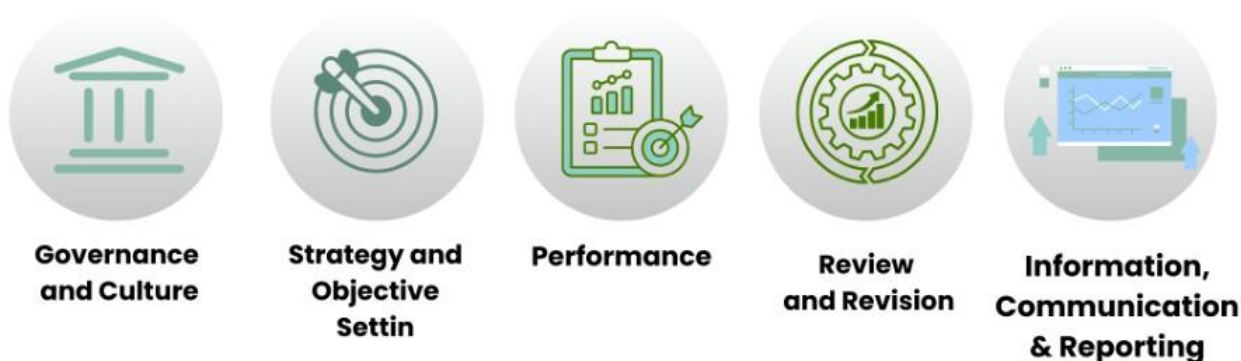 Governance
and Culture
Strategy and
Objective
Settin
Performance
Review
and Revision
Information,
Communication
& Reporting